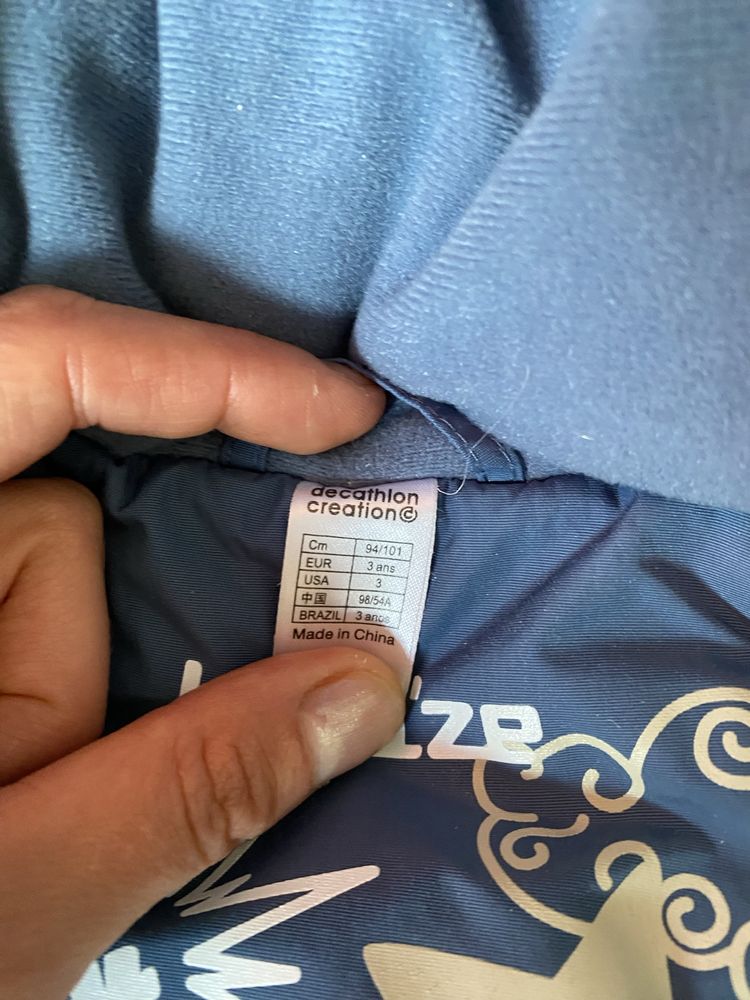 decathlon
creation
Cm 94/101
EUR 3 ans
USA 3
中国 98/54A
BRAZIL 3 anos
Made in China